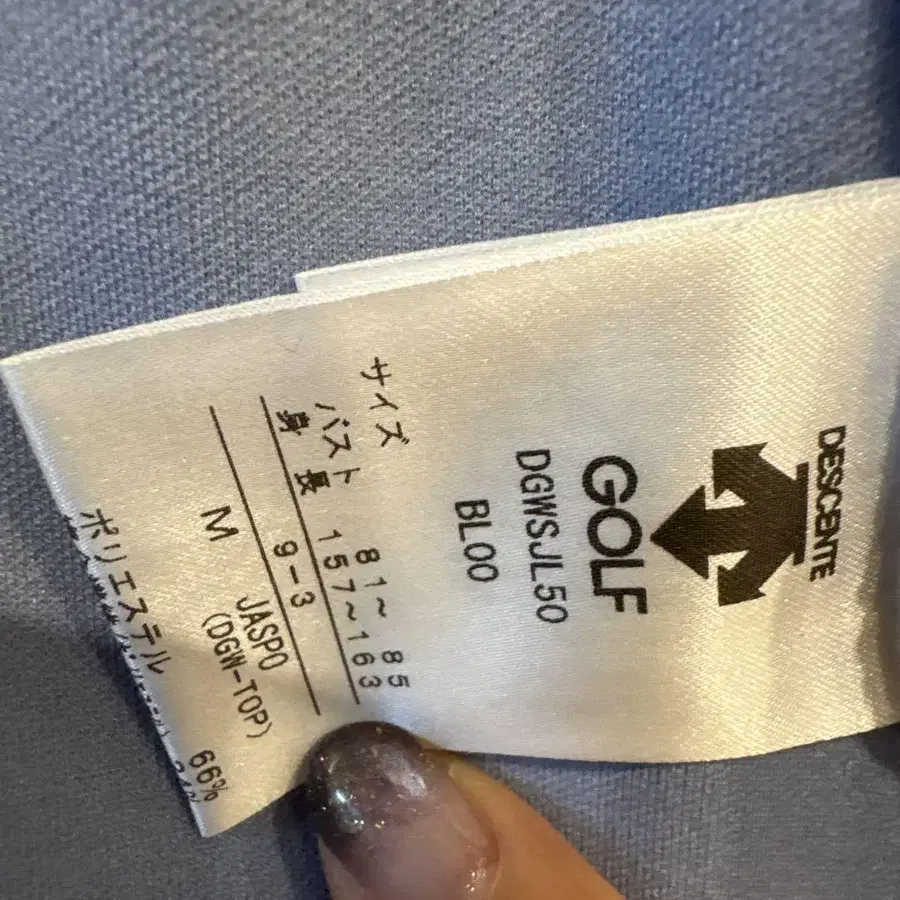 DESCENTE
GOLF
DGWSJL50
BL00
サイズ
バスト 81~ 85
身 長 157~163
9-3
M JASPO
(DGW-TOP)
ポリエステル 66%